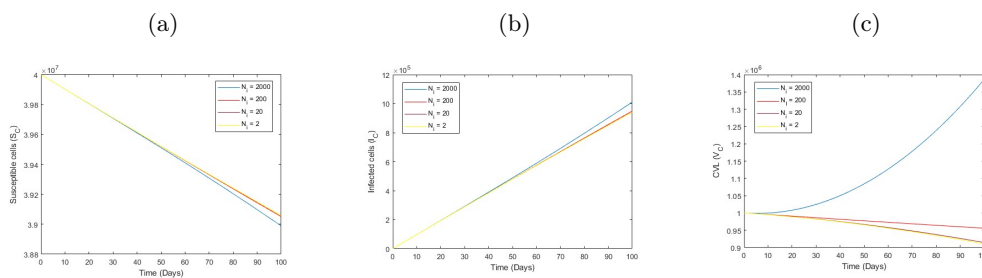 (a)
(b)
(c)
×10^7
4
3.98
3.96
3.94
3.92
3.9
3.88
Susceptible cells (S_C)
0 10 20 30 40 50 60 70 80 90 100
Time (Days)
N_I = 2000
N_I = 200
N_I = 20
N_I = 2
×10^5
12
10
8
6
4
2
0
Infected cells (I_C)
0 10 20 30 40 50 60 70 80 90 100
Time (Days)
N_I = 2000
N_I = 200
N_I = 20
N_I = 2
×10^6
1.4
1.3
1.2
1.15
1.1
1.05
1
0.95
0.9
CVL (V_C)
0 10 20 30 40 50 60 70 80 90 100
Time (Days)
N_I = 2000
N_I = 200
N_I = 20
N_I = 2